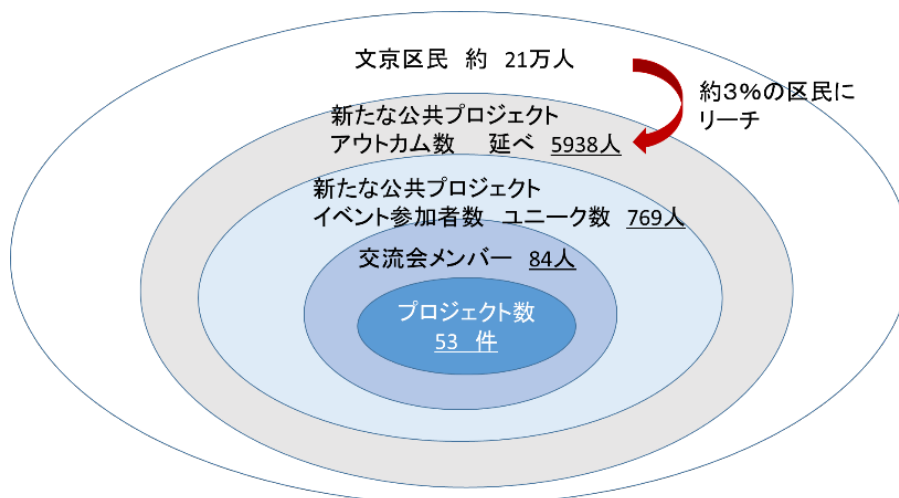 文京区民　約　21万人
約３％の区民に
リーチ
新たな公共プロジェクト
アウトカム数　　延べ　5938人
新たな公共プロジェクト
イベント参加者数　ユニーク数　769人
交流会メンバー　84人
プロジェクト数
53　件